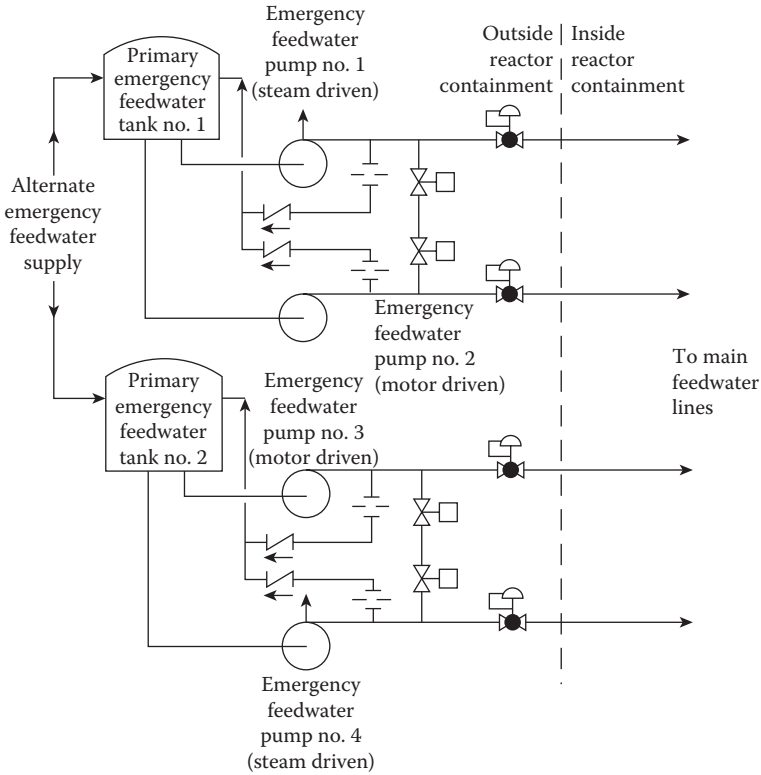 Emergency
feedwater
pump no. 1
(steam driven)
Outside
reactor
containment
Inside
reactor
containment
Primary
emergency
feedwater
tank no. 1
Alternate
emergency
feedwater
supply
Emergency
feedwater
pump no. 2
(motor driven)
To main
feedwater
lines
Primary
emergency
feedwater
tank no. 2
Emergency
feedwater
pump no. 3
(motor driven)
Emergency
feedwater
pump no. 4
(steam driven)